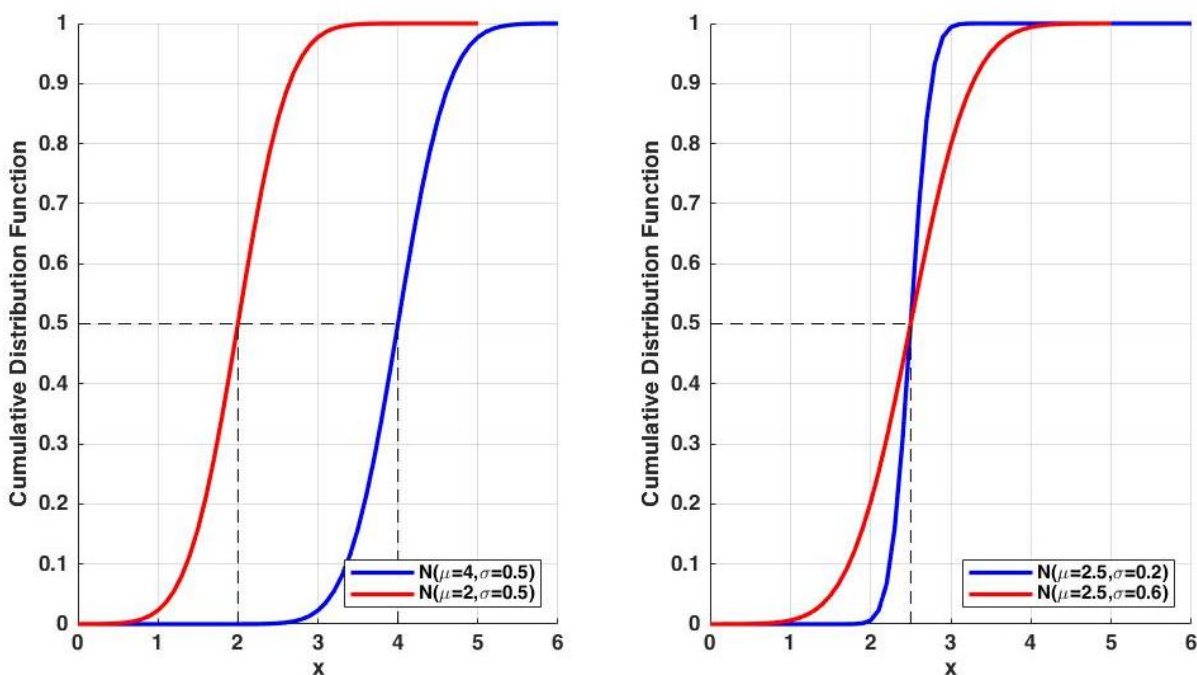 Cumulative Distribution Function
1
0.9
0.8
0.7
0.6
0.5
0.4
0.3
0.2
0.1
0
0 1 2 3 4 5 6
x
N(μ=4,σ=0.5)
N(μ=2,σ=0.5)
Cumulative Distribution Function
1
0.9
0.8
0.7
0.6
0.5
0.4
0.3
0.2
0.1
0
0 1 2 3 4 5 6
x
N(μ=2.5,σ=0.2)
N(μ=2.5,σ=0.6)